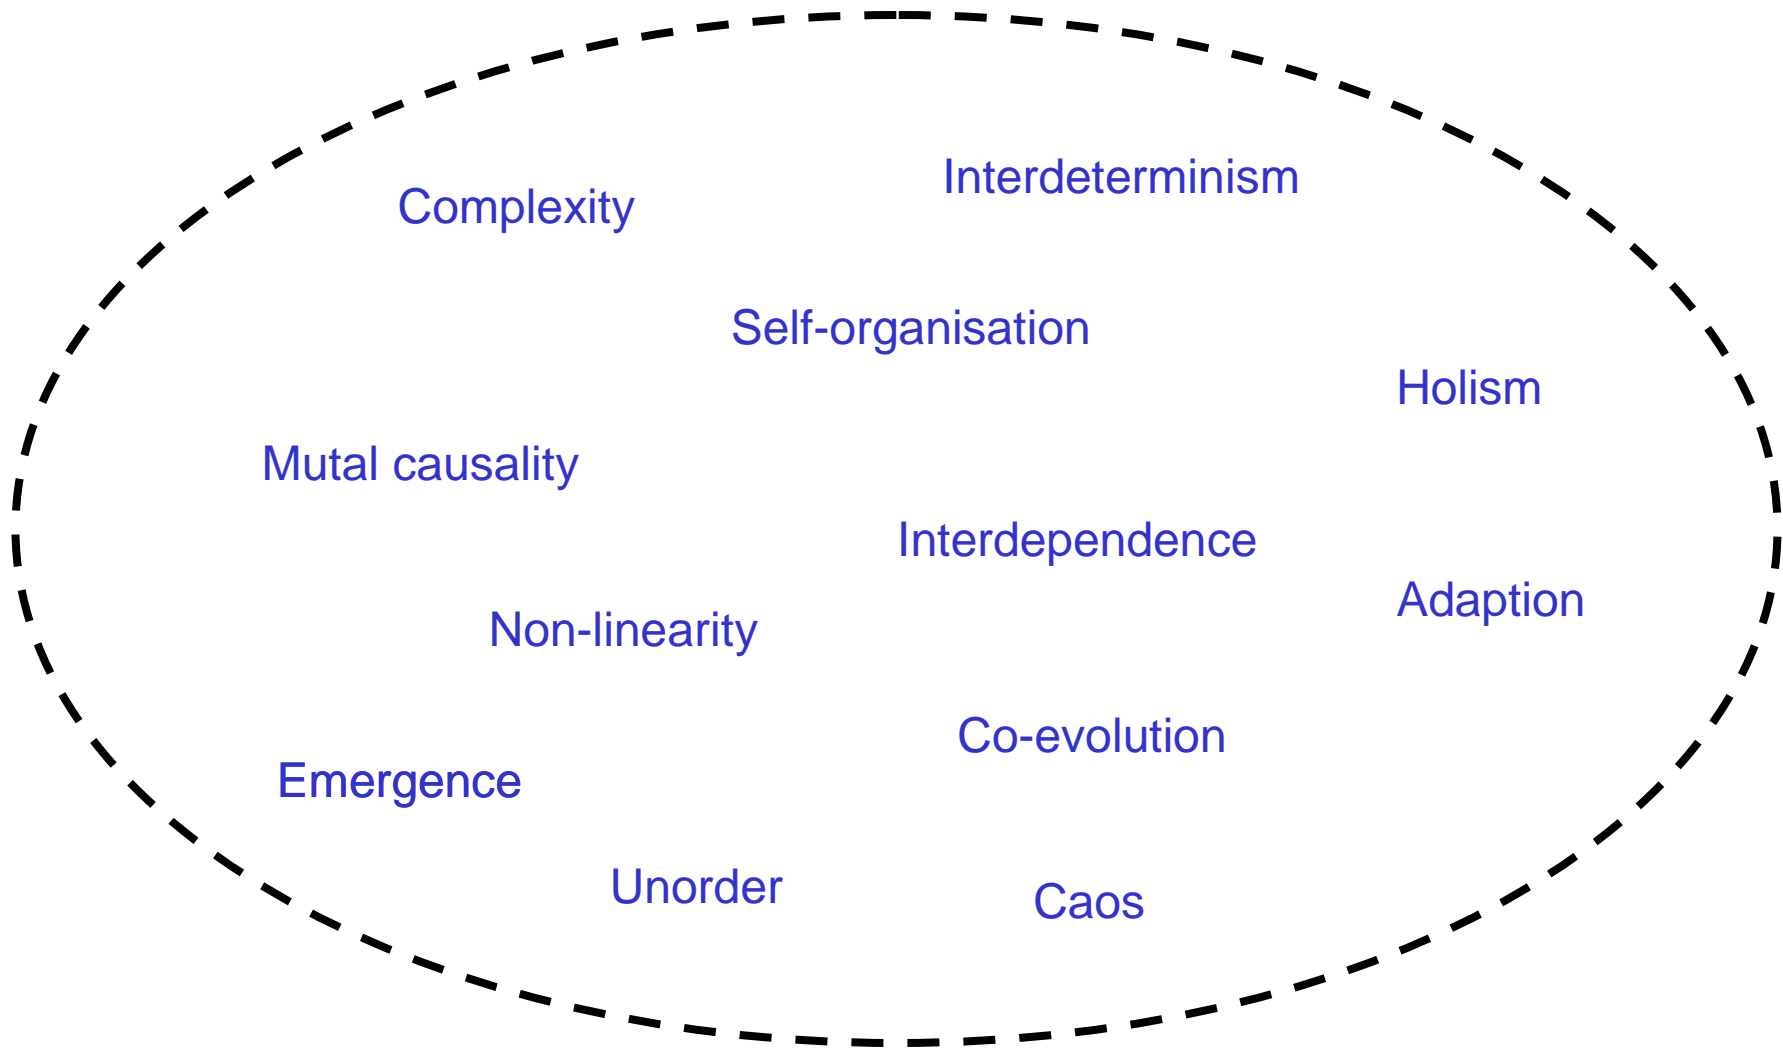 Interdeterminism
Complexity
Self-organisation
Holism
Mutal causality
Interdependence
Adaption
Non-linearity
Co-evolution
Emergence
Unorder
Caos